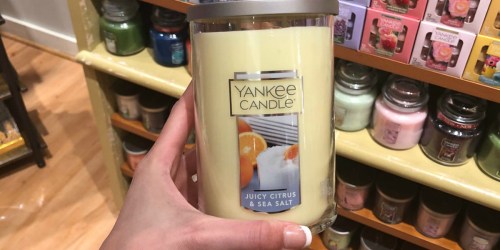 YANKEE
CANDLE
JUICY CITRUS
& SEA SALT